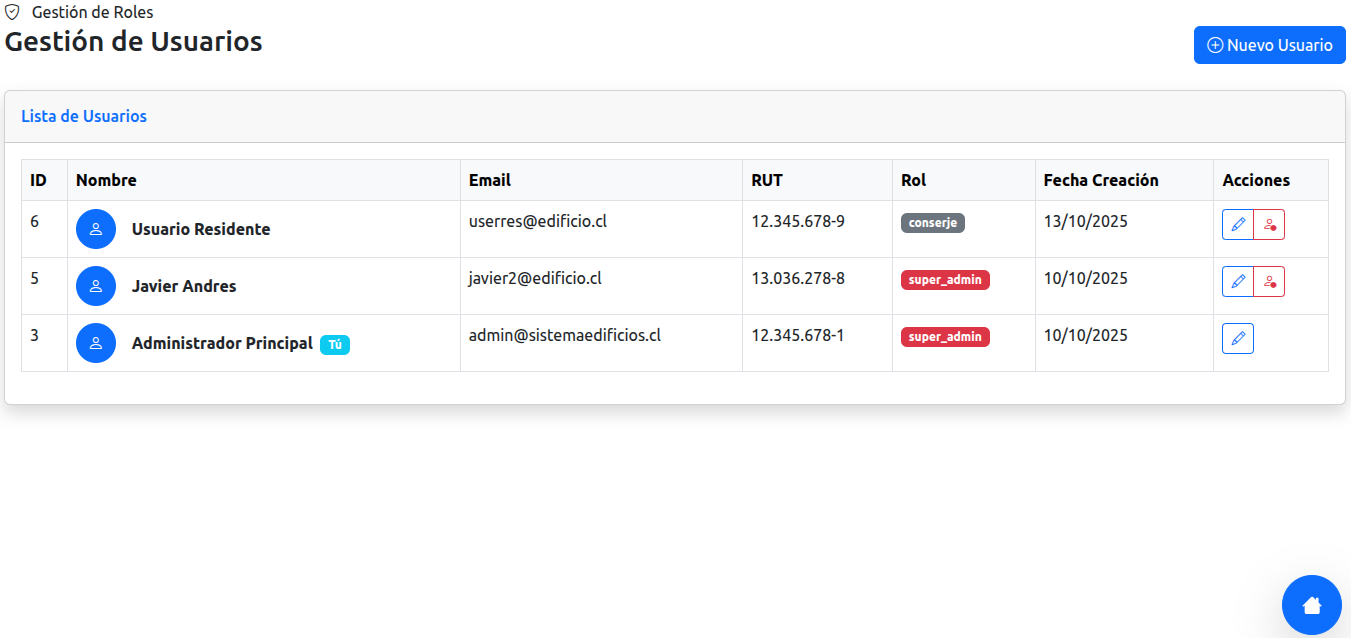 Gestión de Roles
Gestión de Usuarios
Nuevo Usuario
Lista de Usuarios
ID Nombre Email RUT Rol Fecha Creación Acciones
6 Usuario Residente userres@edificio.cl 12.345.678-9 conserje 13/10/2025
5 Javier Andres javier2@edificio.cl 13.036.278-8 super_admin 10/10/2025
3 Administrador Principal Tú admin@sistemaedificios.cl 12.345.678-1 super_admin 10/10/2025